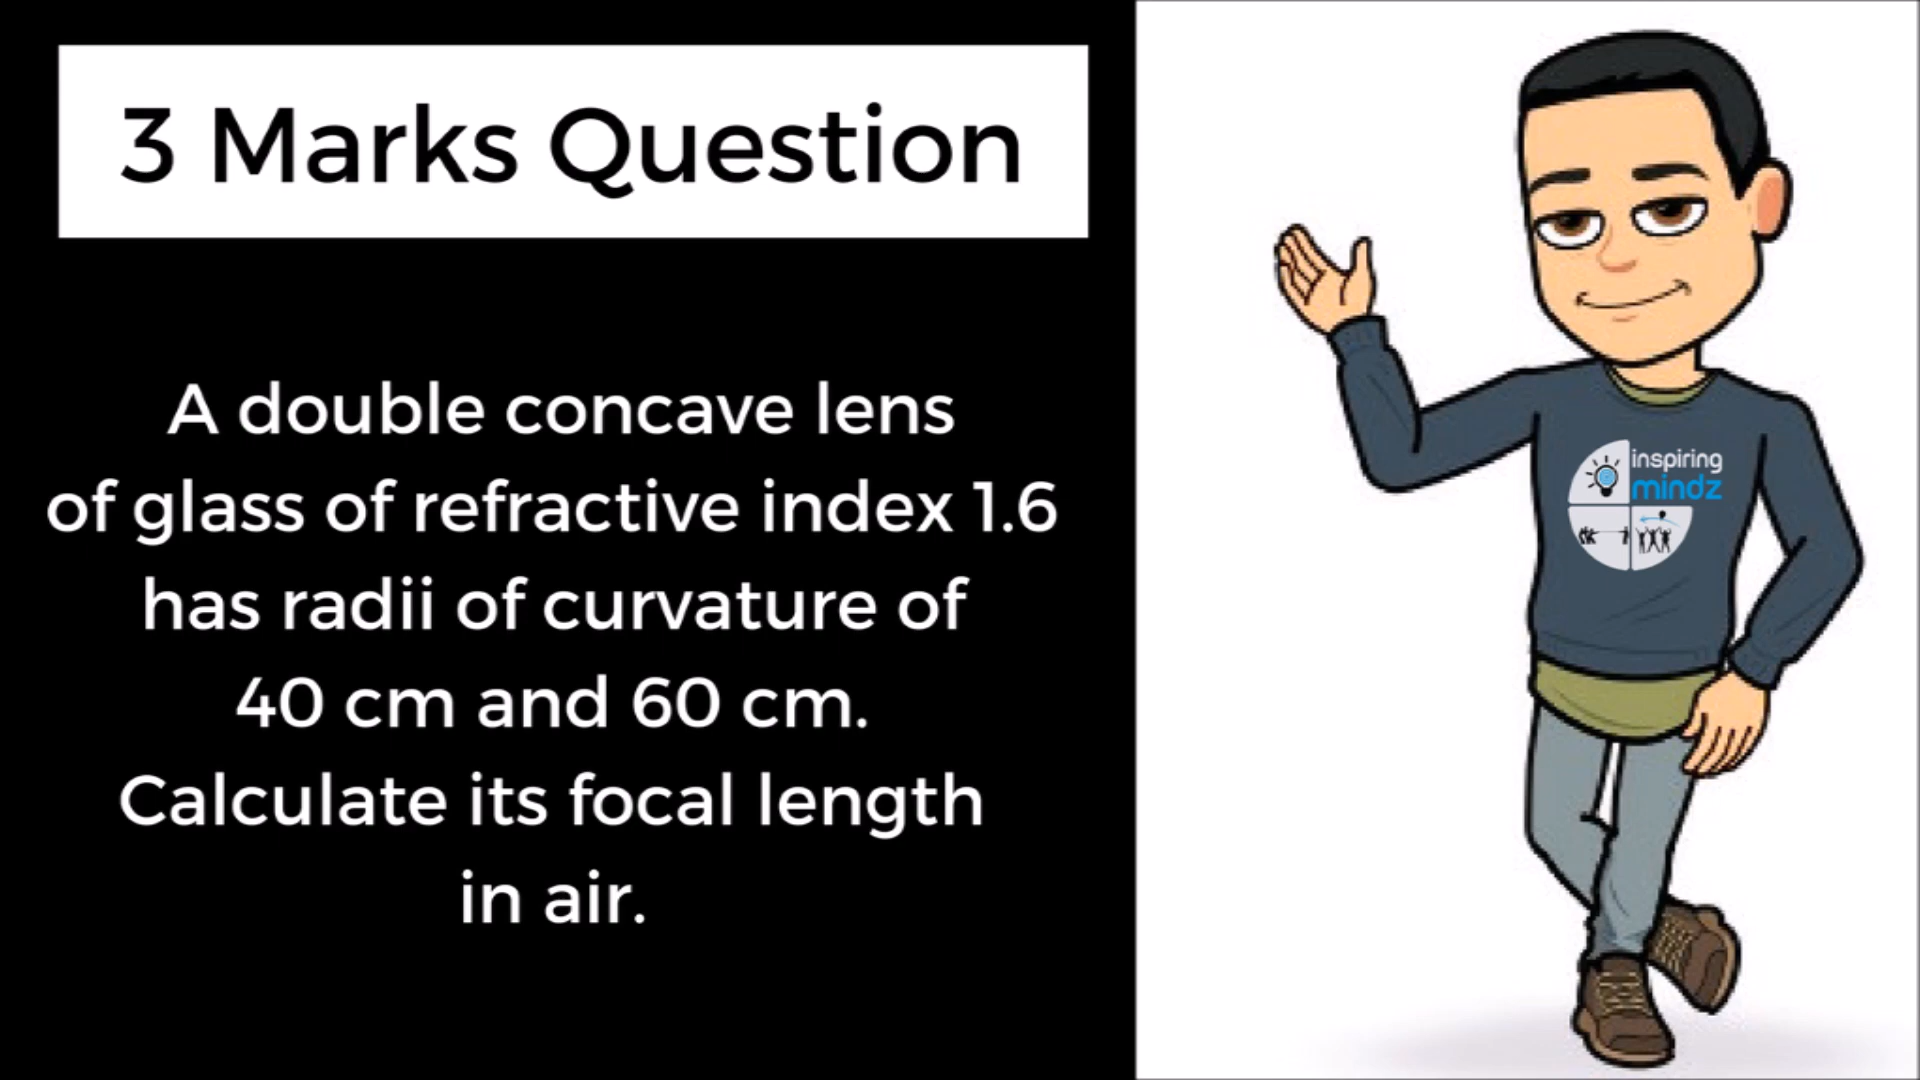 3 Marks Question
A double concave lens
of glass of refractive index 1.6
has radii of curvature of
40 cm and 60 cm.
Calculate its focal length
in air.
inspiring
mindz